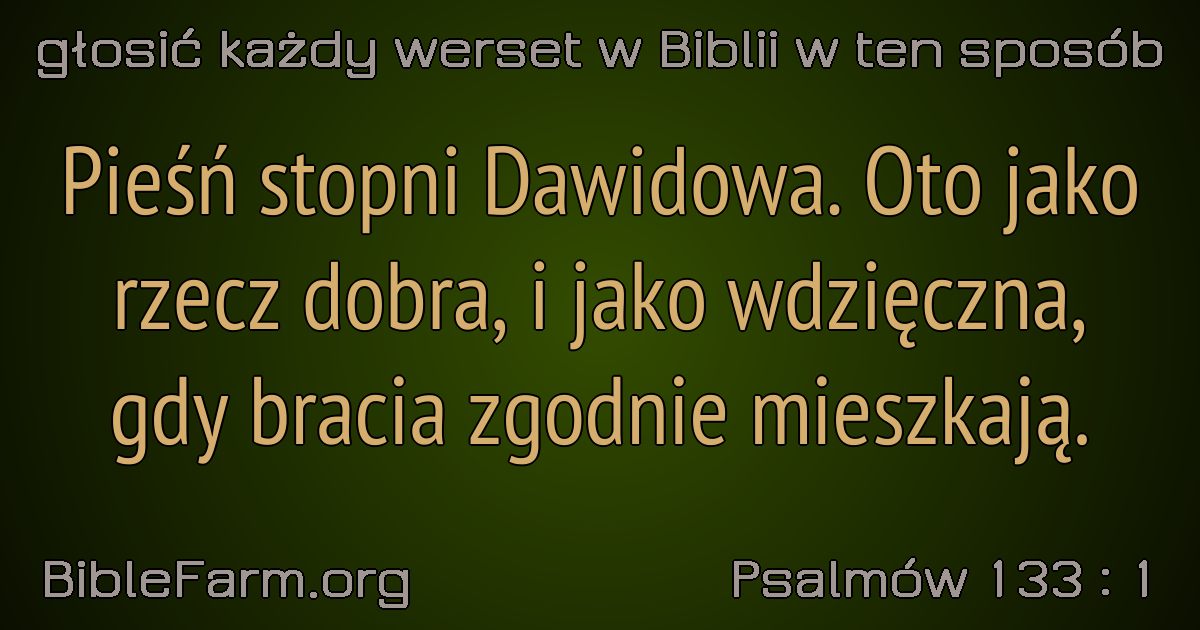 głosić każdy werset w Biblii w ten sposób
Pieśń stopni Dawidowa. Oto jako
rzecz dobra, i jako wdzięczna,
gdy bracia zgodnie mieszkają.
BibleFarm.org
Psalmów 133 : 1